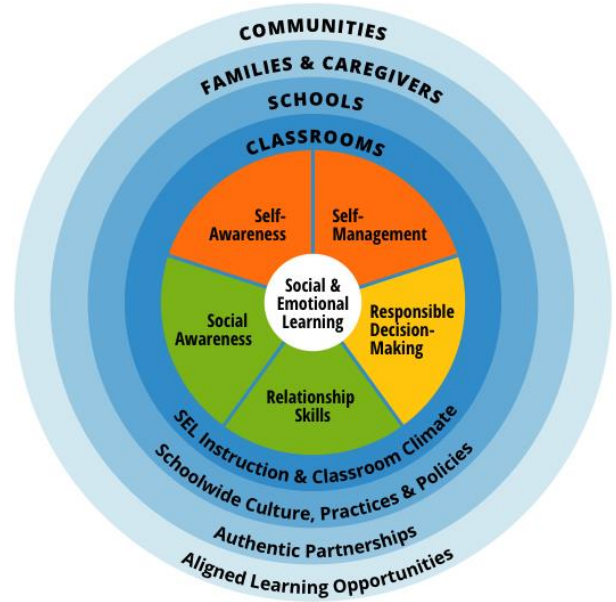 COMMUNITIES
FAMILIES & CAREGIVERS
SCHOOLS
CLASSROOMS
Self-
Awareness
Self-
Management
Social &
Emotional
Learning
Social
Awareness
Responsible
Decision-
Making
Relationship
Skills
SEL Instruction & Classroom Climate
Schoolwide Culture, Practices & Policies
Authentic Partnerships
Aligned Learning Opportunities